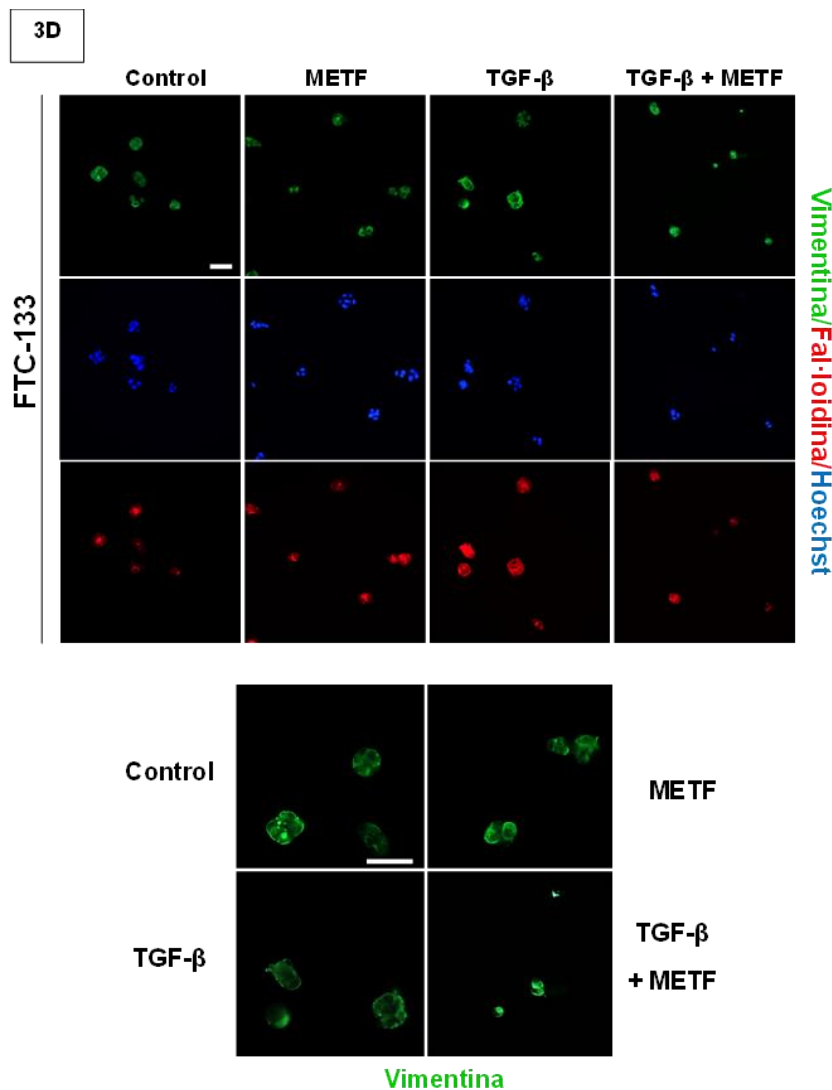 3D
Control METF TGF-β TGF-β + METF
FTC-133
Vimentina/Fal·loidina/Hoechst
Control
METF
TGF-β
TGF-β
+ METF
Vimentina